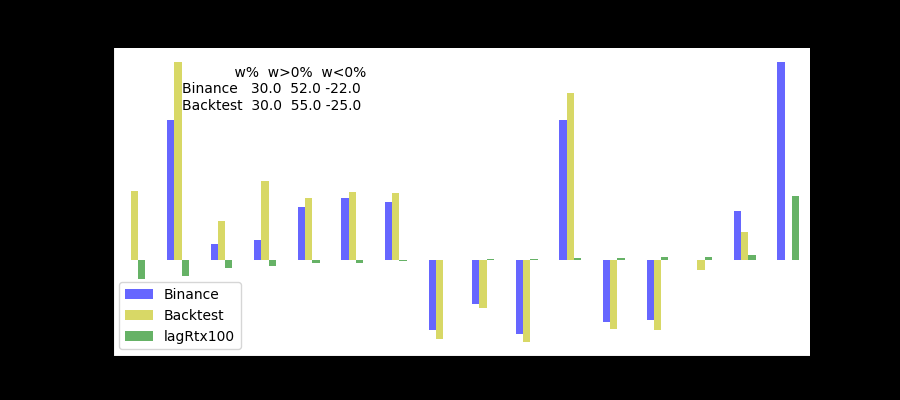 w% w>0% w<0%
Binance 30.0 52.0 -22.0
Backtest 30.0 55.0 -25.0
Binance
Backtest
lagRtx100